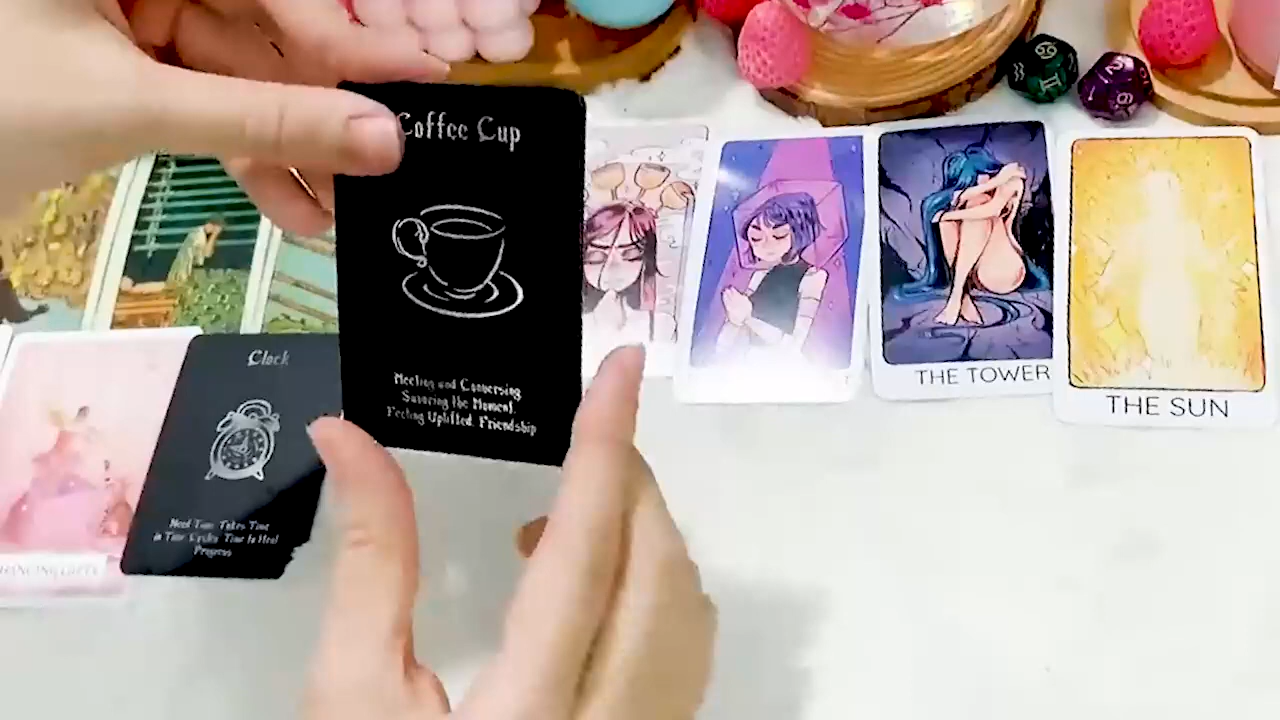 Coffee Cup
Meeting and Conversing.
Savoring the Moment.
Feeling Uplifted. Friendship
Clock
Need Time. Takes Time
in Time. Cycles. Time to Heal
Progress
THE TOWER
THE SUN